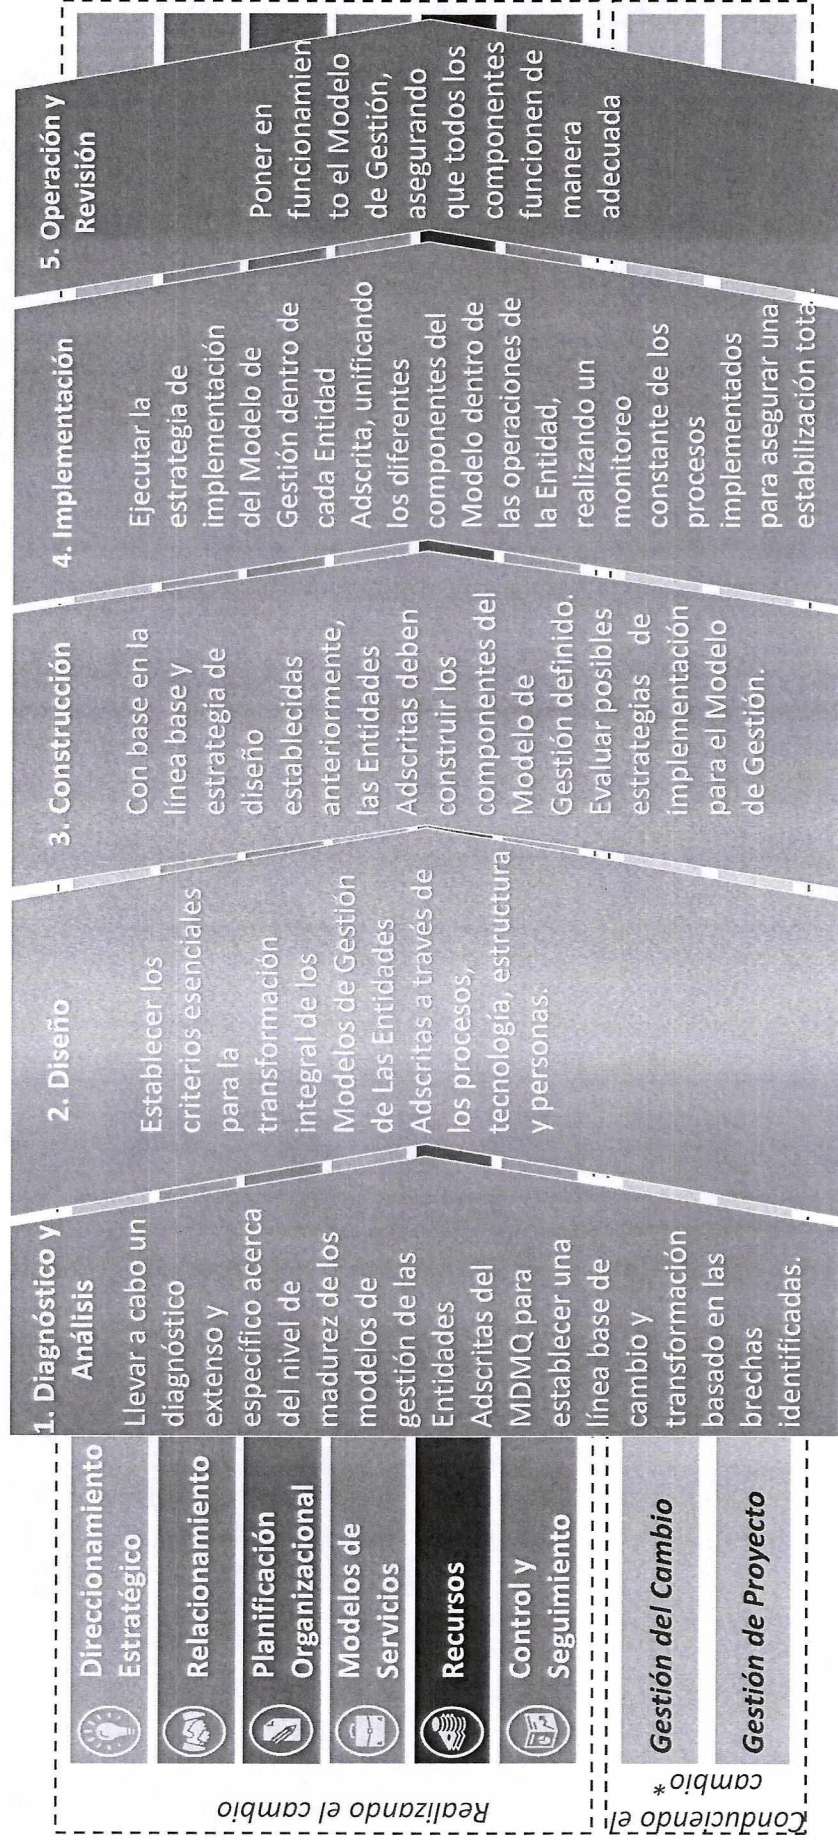 Realizando el cambio
Direccionamiento
Estratégico
Relacionamiento
Planificación
Organizacional
Modelos de
Servicios
Recursos
Control y
Seguimiento
Conduciendo el
cambio *
Gestión del Cambio
Gestión de Proyecto
1. Diagnóstico y
Análisis
Llevar a cabo un
diagnóstico
extenso y
específico acerca
del nivel de
madurez de los
modelos de
gestión de las
Entidades
Adscritas del
MDMQ para
establecer una
línea base de
cambio y
transformación
basado en las
brechas
identificadas.
2. Diseño
Establecer los
criterios esenciales
para la
transformación
integral de los
Modelos de Gestión
de Las Entidades
Adscritas a través de
los procesos,
tecnología, estructura
y personas.
3. Construcción
Con base en la
línea base y
estrategia de
diseño
establecidas
anteriormente,
las Entidades
Adscritas deben
construir los
componentes del
Modelo de
Gestión definido.
Evaluar posibles
estrategias de
implementación
para el Modelo
de Gestión.
4. Implementación
Ejecutar la
estrategia de
implementación
del Modelo de
Gestión dentro de
cada Entidad
Adscrita, unificando
los diferentes
componentes del
Modelo dentro de
las operaciones de
la Entidad,
realizando un
monitoreo
constante de los
procesos
implementados
para asegurar una
estabilización tota..
5. Operación y
Revisión
Poner en
funcionamien
to el Modelo
de Gestión,
asegurando
que todos los
componentes
funcionen de
manera
adecuada